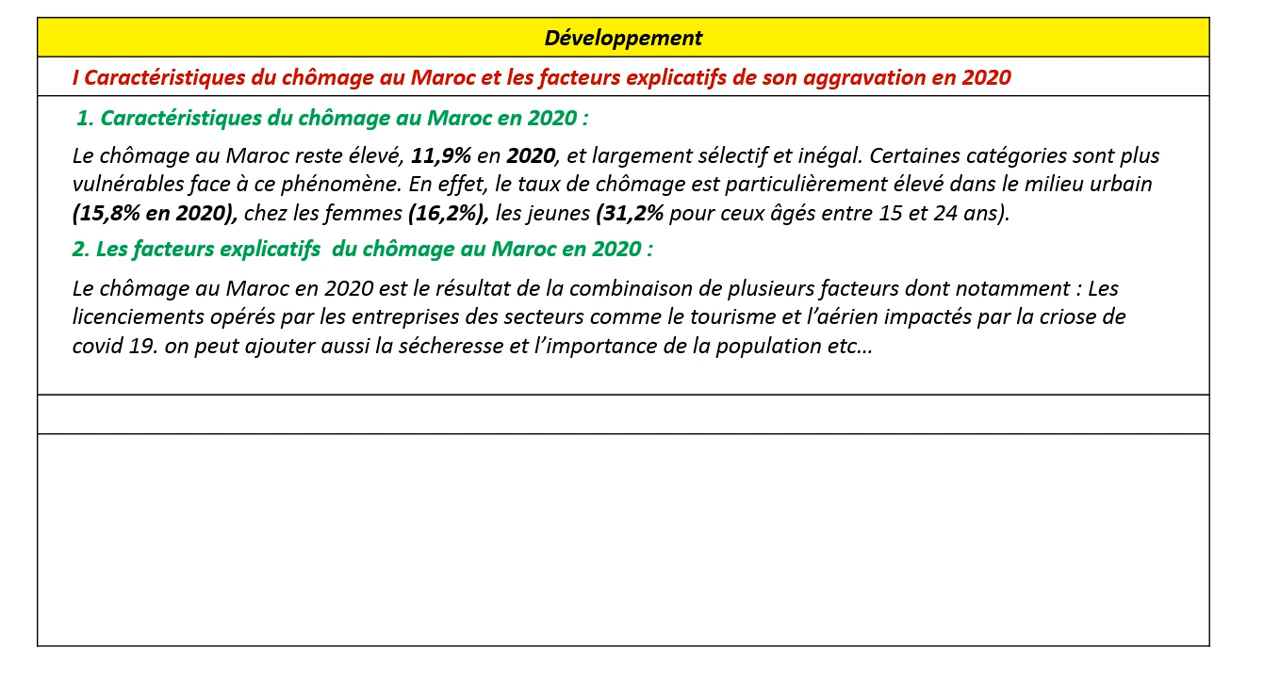 Développement
I Caractéristiques du chômage au Maroc et les facteurs explicatifs de son aggravation en 2020
1. Caractéristiques du chômage au Maroc en 2020 :
Le chômage au Maroc reste élevé, 11,9% en 2020, et largement sélectif et inégal. Certaines catégories sont plus
vulnérables face à ce phénomène. En effet, le taux de chômage est particulièrement élevé dans le milieu urbain
(15,8% en 2020), chez les femmes (16,2%), les jeunes (31,2% pour ceux âgés entre 15 et 24 ans).
2. Les facteurs explicatifs  du chômage au Maroc en 2020 :
Le chômage au Maroc en 2020 est le résultat de la combinaison de plusieurs facteurs dont notamment : Les
licenciements opérés par les entreprises des secteurs comme le tourisme et l’aérien impactés par la criose de
covid 19. on peut ajouter aussi la sécheresse et l’importance de la population etc…